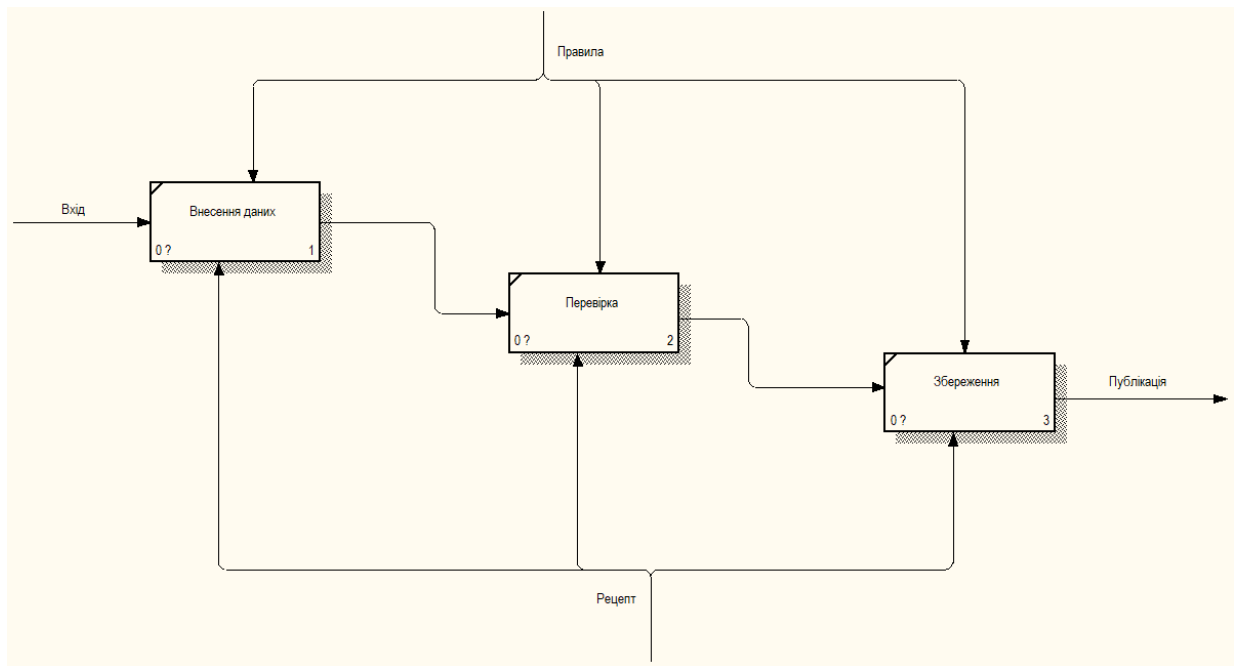 Правила
Вхід
Внесення даних
0 ? 1
Перевірка
0 ? 2
Збереження
0 ? 3
Публікація
Рецепт